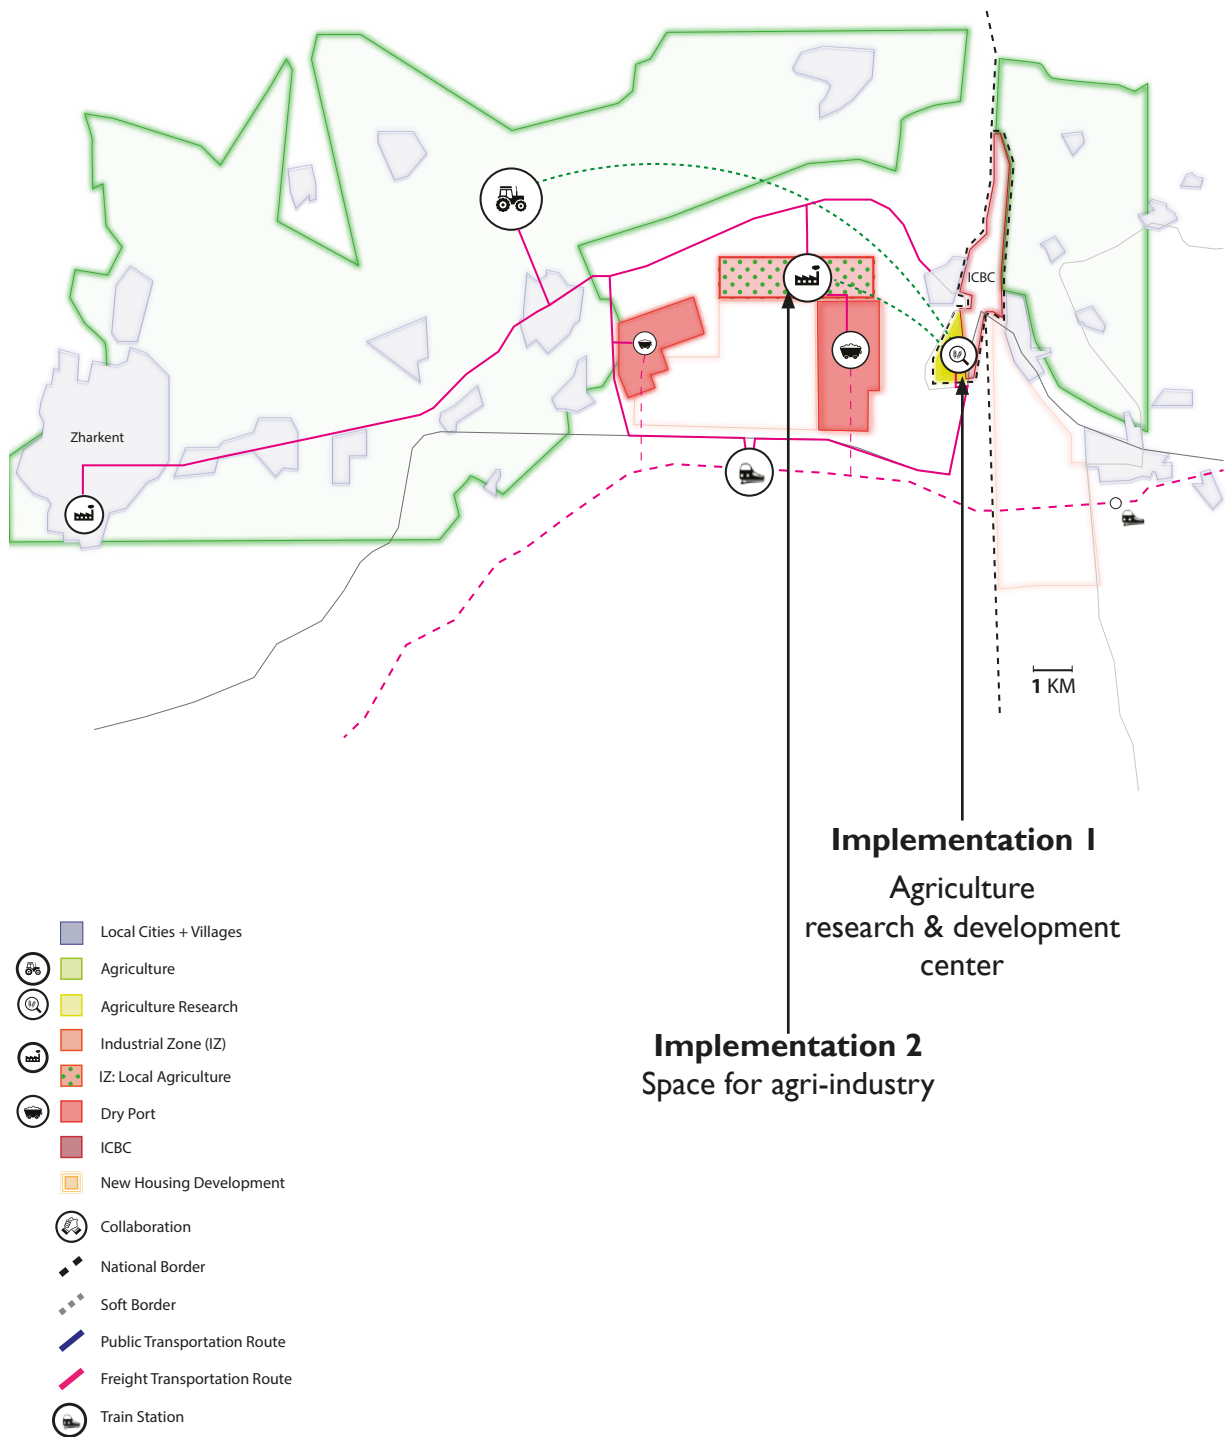 ICBC
Zharkent
1 KM
Implementation 1
Agriculture
research & development
center
Implementation 2
Space for agri-industry
Local Cities + Villages
Agriculture
Agriculture Research
Industrial Zone (IZ)
IZ: Local Agriculture
Dry Port
ICBC
New Housing Development
Collaboration
National Border
Soft Border
Public Transportation Route
Freight Transportation Route
Train Station